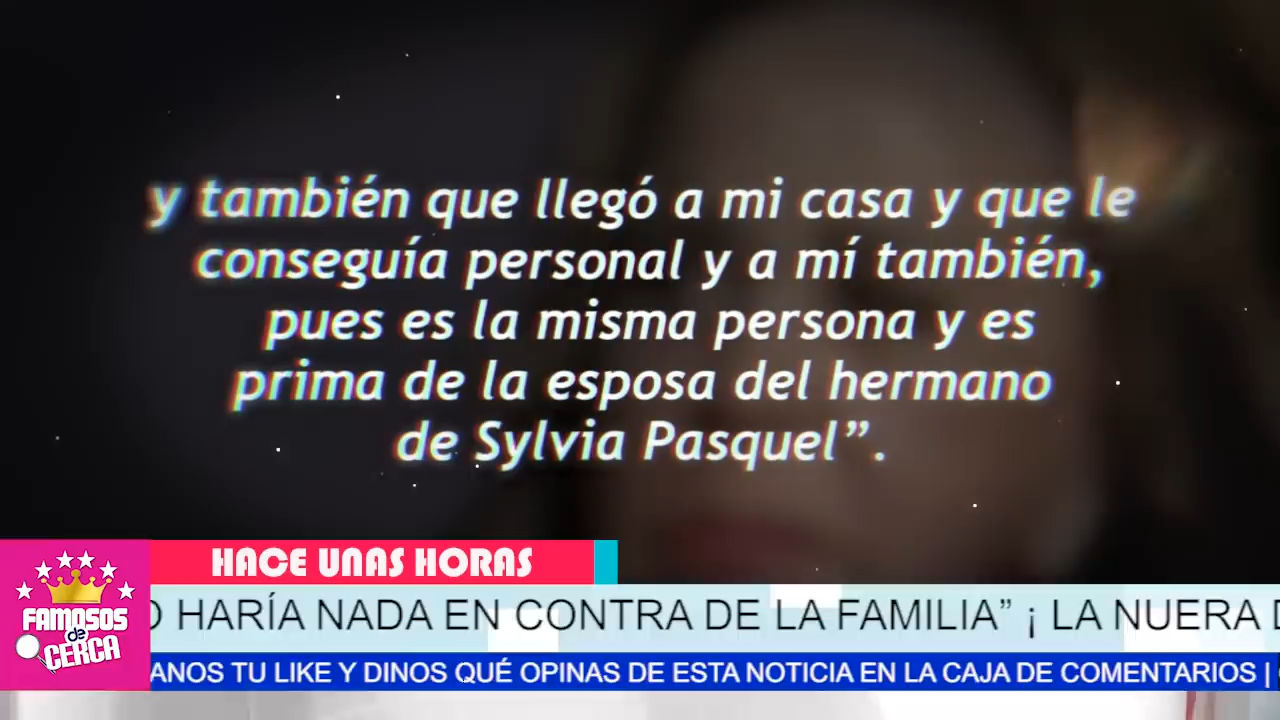 y también que llegó a mi casa y que le
conseguía personal y a mí también,
pues es la misma persona y es
prima de la esposa del hermano
de Sylvia Pasquel”.
HACE UNAS HORAS
HARÍA NADA EN CONTRA DE LA FAMILIA” ¡ LA NUERA
FAMOSOS
de
CERCA
ANOS TU LIKE Y DINOS QUÉ OPINAS DE ESTA NOTICIA EN LA CAJA DE COMENTARIOS |